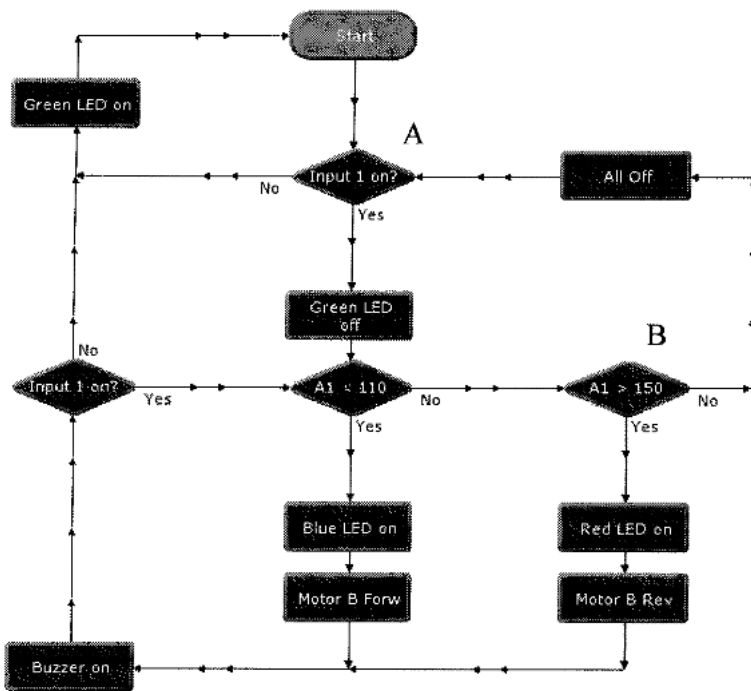 Start
Green LED on
A
Input 1 on?
All Off
No
Yes
Green LED
off
B
No
Input 1 on?
Yes
A1 < 110
No
A1 > 150
No
Yes
Yes
Blue LED on
Red LED on
Motor B Forw
Motor B Rev
Buzzer on